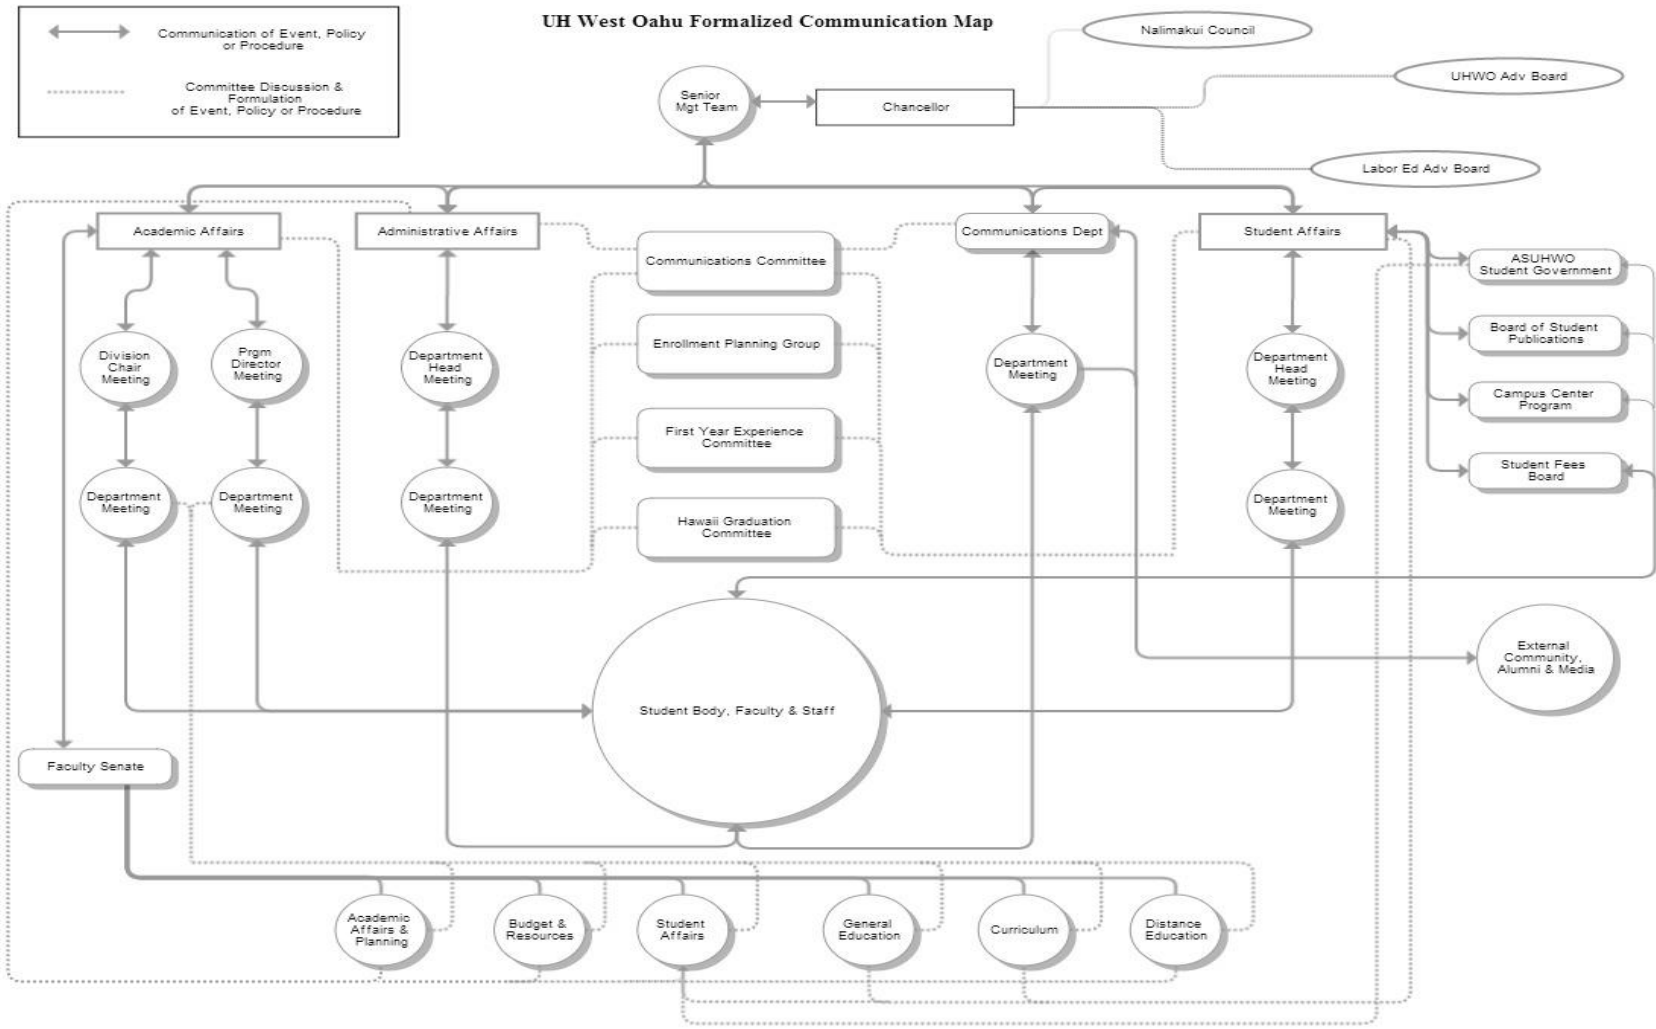 UH West Oahu Formalized Communication Map
Communication of Event, Policy
or Procedure
Committee Discussion &
Formulation
of Event, Policy or Procedure
Nalimakui Council
UHWO Adv Board
Senior
Mgt Team
Chancellor
Labor Ed Adv Board
Academic Affairs
Administrative Affairs
Communications Dept
Student Affairs
Communications Committee
ASUHWO
Student Government
Enrollment Planning Group
Board of Student
Publications
Division
Chair
Meeting
Prgm
Director
Meeting
Department
Head
Meeting
Department
Meeting
Department
Head
Meeting
Campus Center
Program
First Year Experience
Committee
Student Fees
Board
Department
Meeting
Department
Meeting
Department
Meeting
Hawaii Graduation
Committee
Department
Meeting
External
Community,
Alumni & Media
Student Body, Faculty & Staff
Faculty Senate
Academic
Affairs &
Planning
Budget &
Resources
Student
Affairs
General
Education
Curriculum
Distance
Education